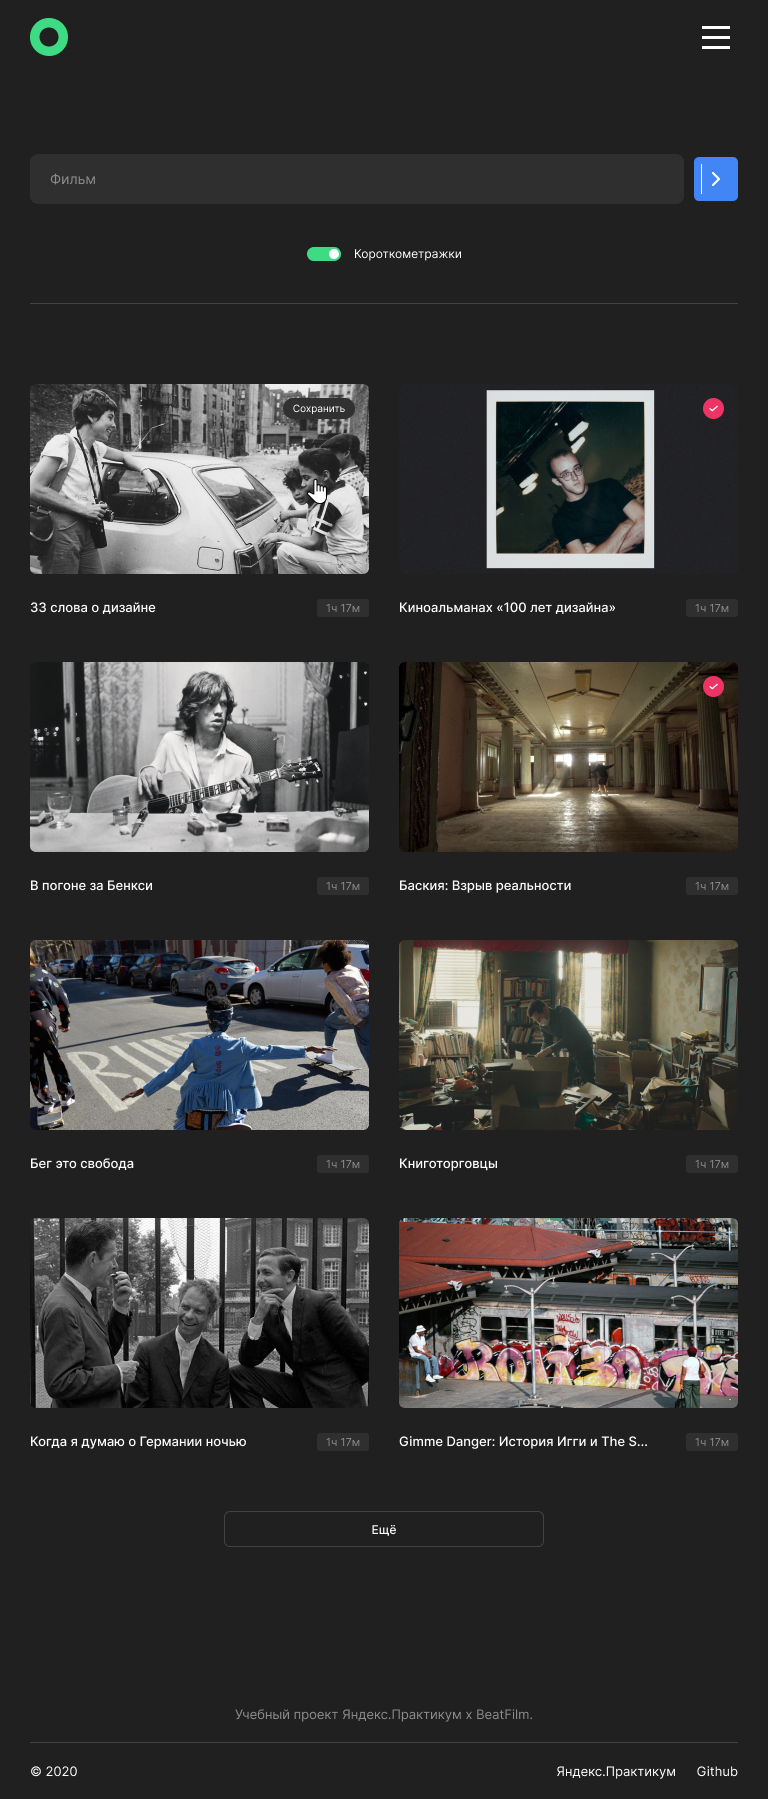 Фильм
Короткометражки
Сохранить
33 слова о дизайне
1ч 17м
Киноальманах «100 лет дизайна»
1ч 17м
В погоне за Бенкси
1ч 17м
Баския: Взрыв реальности
1ч 17м
RUN
Бег это свобода
1ч 17м
Книготорговцы
1ч 17м
Когда я думаю о Германии ночью
1ч 17м
Gimme Danger: История Игги и The S...
1ч 17м
Ещё
Учебный проект Яндекс.Практикум х BeatFilm.
© 2020
Яндекс.Практикум
Github